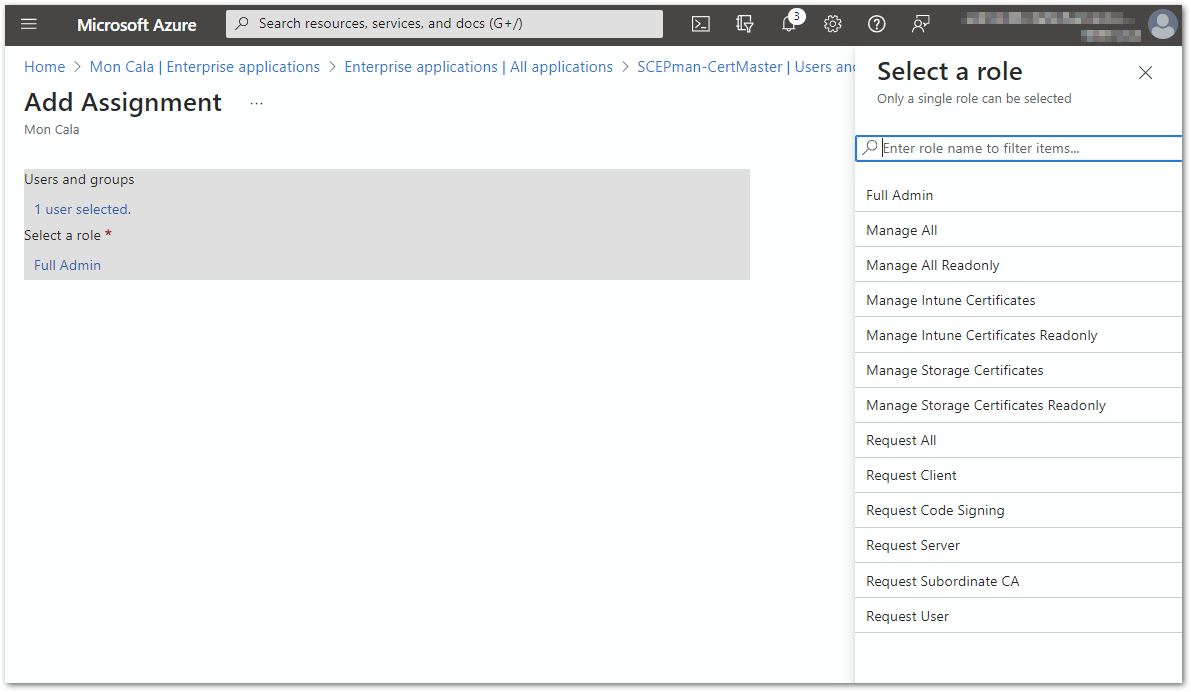 Microsoft Azure
Search resources, services, and docs (G+/)
3
Home > Mon Cala | Enterprise applications > Enterprise applications | All applications > SCEPman-CertMaster | Users and
Add Assignment ...
Mon Cala
Users and groups
1 user selected.
Select a role *
Full Admin
Select a role
Only a single role can be selected
Enter role name to filter items...
Full Admin
Manage All
Manage All Readonly
Manage Intune Certificates
Manage Intune Certificates Readonly
Manage Storage Certificates
Manage Storage Certificates Readonly
Request All
Request Client
Request Code Signing
Request Server
Request Subordinate CA
Request User